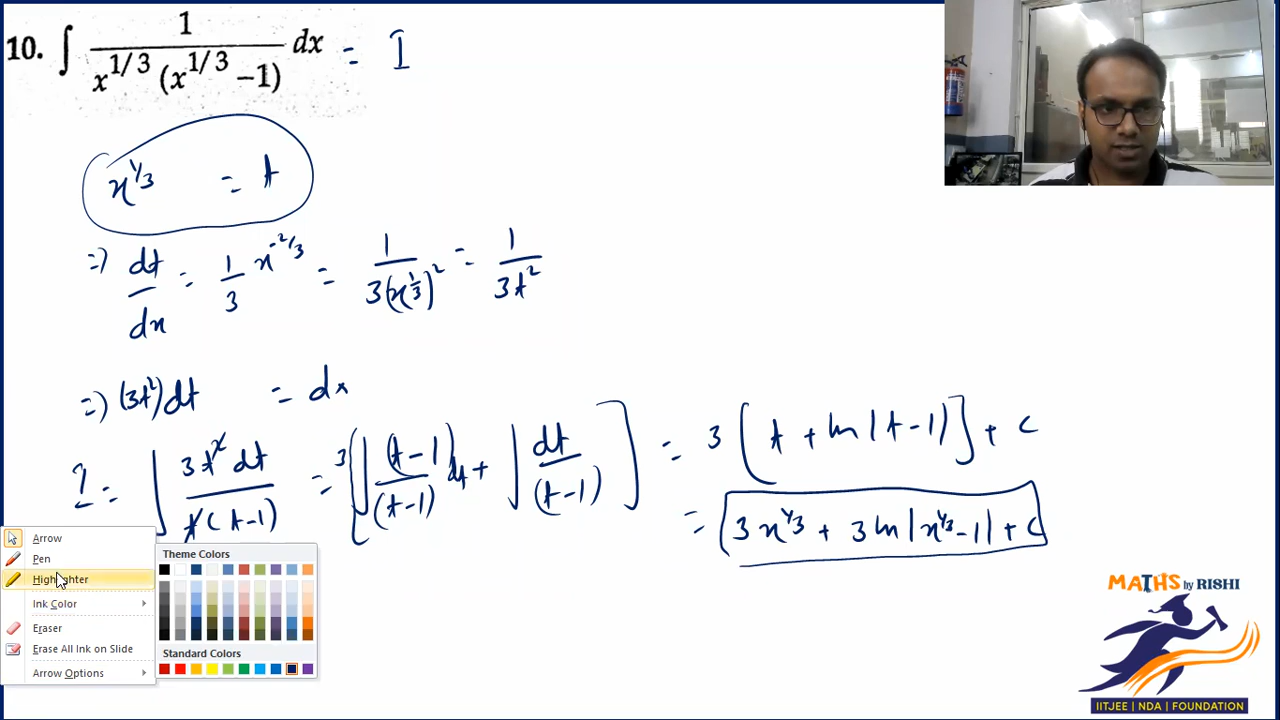 10. ∫ 1 / (x^{1/3} (x^{1/3} –1)) dx = I
x^{1/3} = t
=) dt/dx = 1/3 x^{-2/3} = 1/(3(x^{1/3})^2) = 1/(3t^2)
=) (3t^2) dt = dx
I = ∫ 3t^2 dt / (t(t-1)) = 3[∫ (t-1)/(t-1) dt + ∫ dt/(t-1)] = 3[t + ln|t-1|] + c
= 3x^{1/3} + 3 ln|x^{1/3}-1| + c
Arrow
Pen
Highlighter
Ink Color
Eraser
Erase All Ink on Slide
Arrow Options
Theme Colors
Standard Colors
MATHS by RISHI
IITJEE | NDA | FOUNDATION